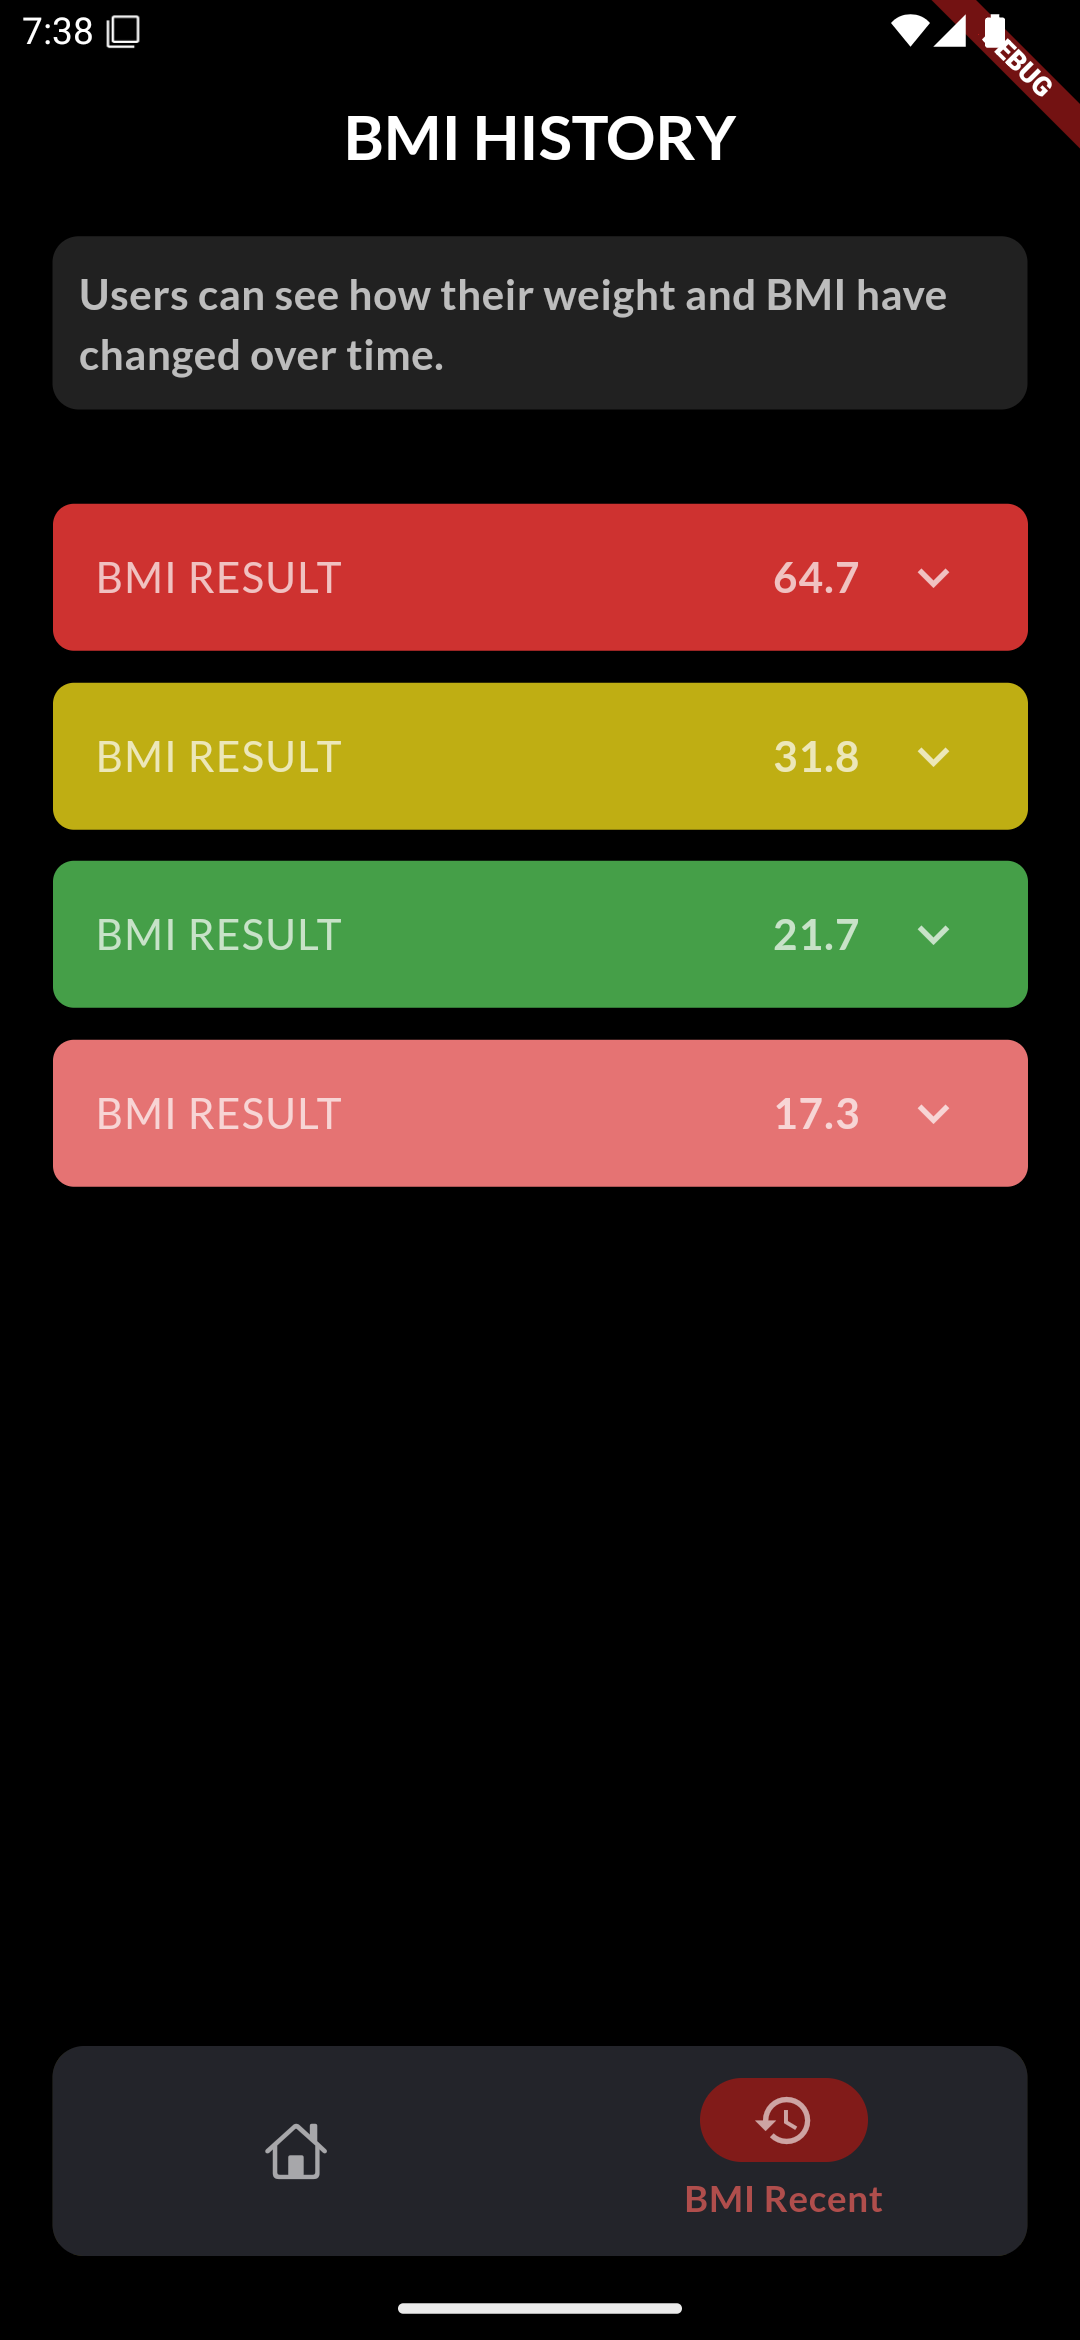 7:38
EBUG
BMI HISTORY
Users can see how their weight and BMI have
changed over time.
BMI RESULT 64.7
BMI RESULT 31.8
BMI RESULT 21.7
BMI RESULT 17.3
BMI Recent